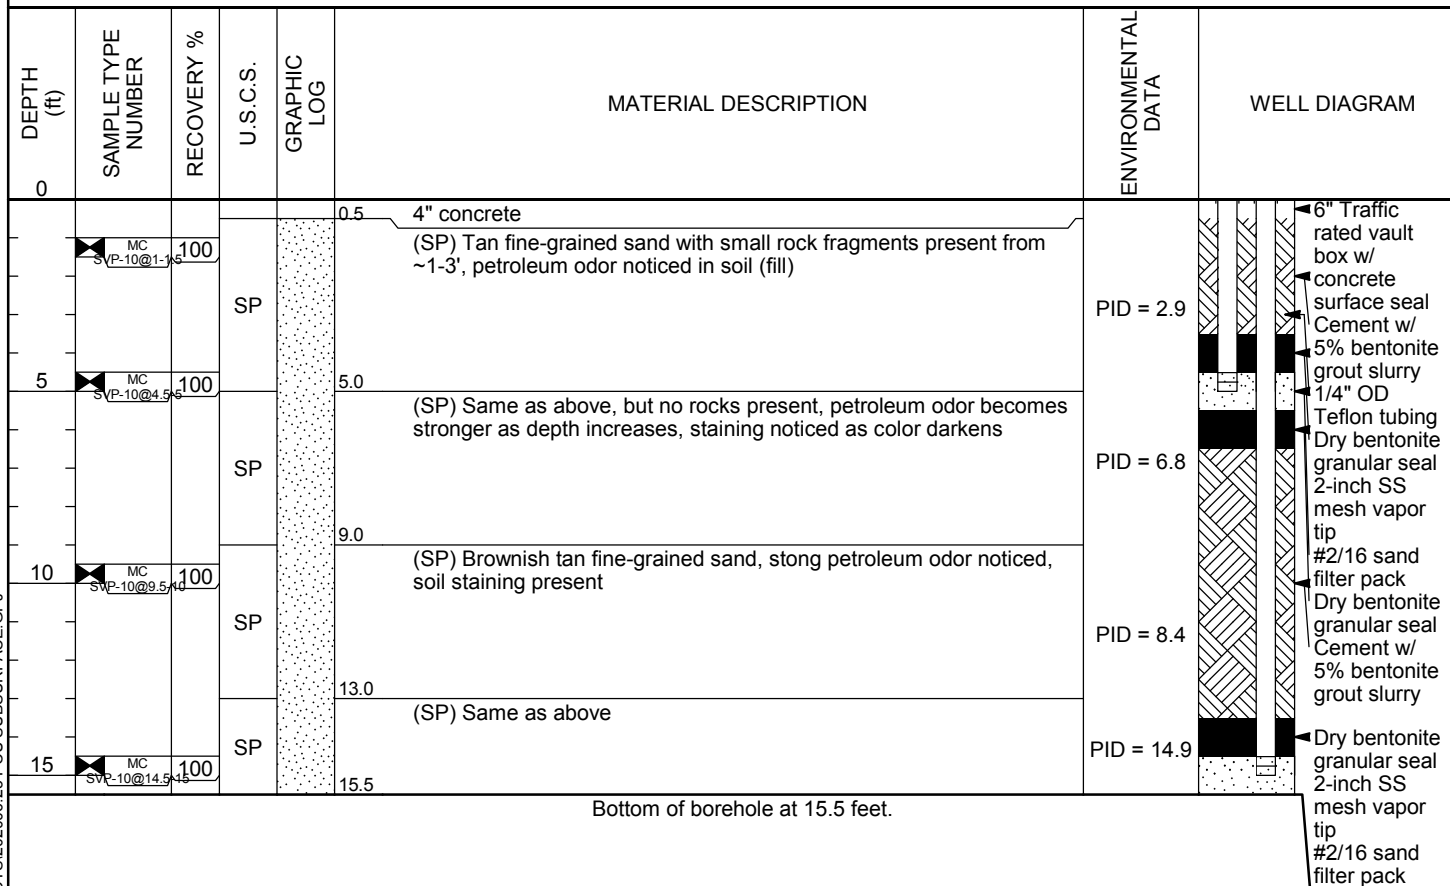 DEPTH
(ft)
SAMPLE TYPE
NUMBER
RECOVERY %
U.S.C.S.
GRAPHIC
LOG
MATERIAL DESCRIPTION
ENVIRONMENTAL
DATA
WELL DIAGRAM
0
0.5
4" concrete
MC
SVP-10@1-1.5
100
SP
(SP) Tan fine-grained sand with small rock fragments present from
~1-3', petroleum odor noticed in soil (fill)
PID = 2.9
5
MC
SVP-10@4.5-5
100
5.0
SP
(SP) Same as above, but no rocks present, petroleum odor becomes
stronger as depth increases, staining noticed as color darkens
PID = 6.8
9.0
10
MC
SVP-10@9.5-10
100
SP
(SP) Brownish tan fine-grained sand, stong petroleum odor noticed,
soil staining present
PID = 8.4
13.0
SP
(SP) Same as above
PID = 14.9
15
MC
SVP-10@14.5-15
100
15.5
Bottom of borehole at 15.5 feet.
6" Traffic
rated vault
box w/
concrete
surface seal
Cement w/
5% bentonite
grout slurry
1/4" OD
Teflon tubing
Dry bentonite
granular seal
2-inch SS
mesh vapor
tip
#2/16 sand
filter pack
Dry bentonite
granular seal
Cement w/
5% bentonite
grout slurry
Dry bentonite
granular seal
2-inch SS
mesh vapor
tip
#2/16 sand
filter pack